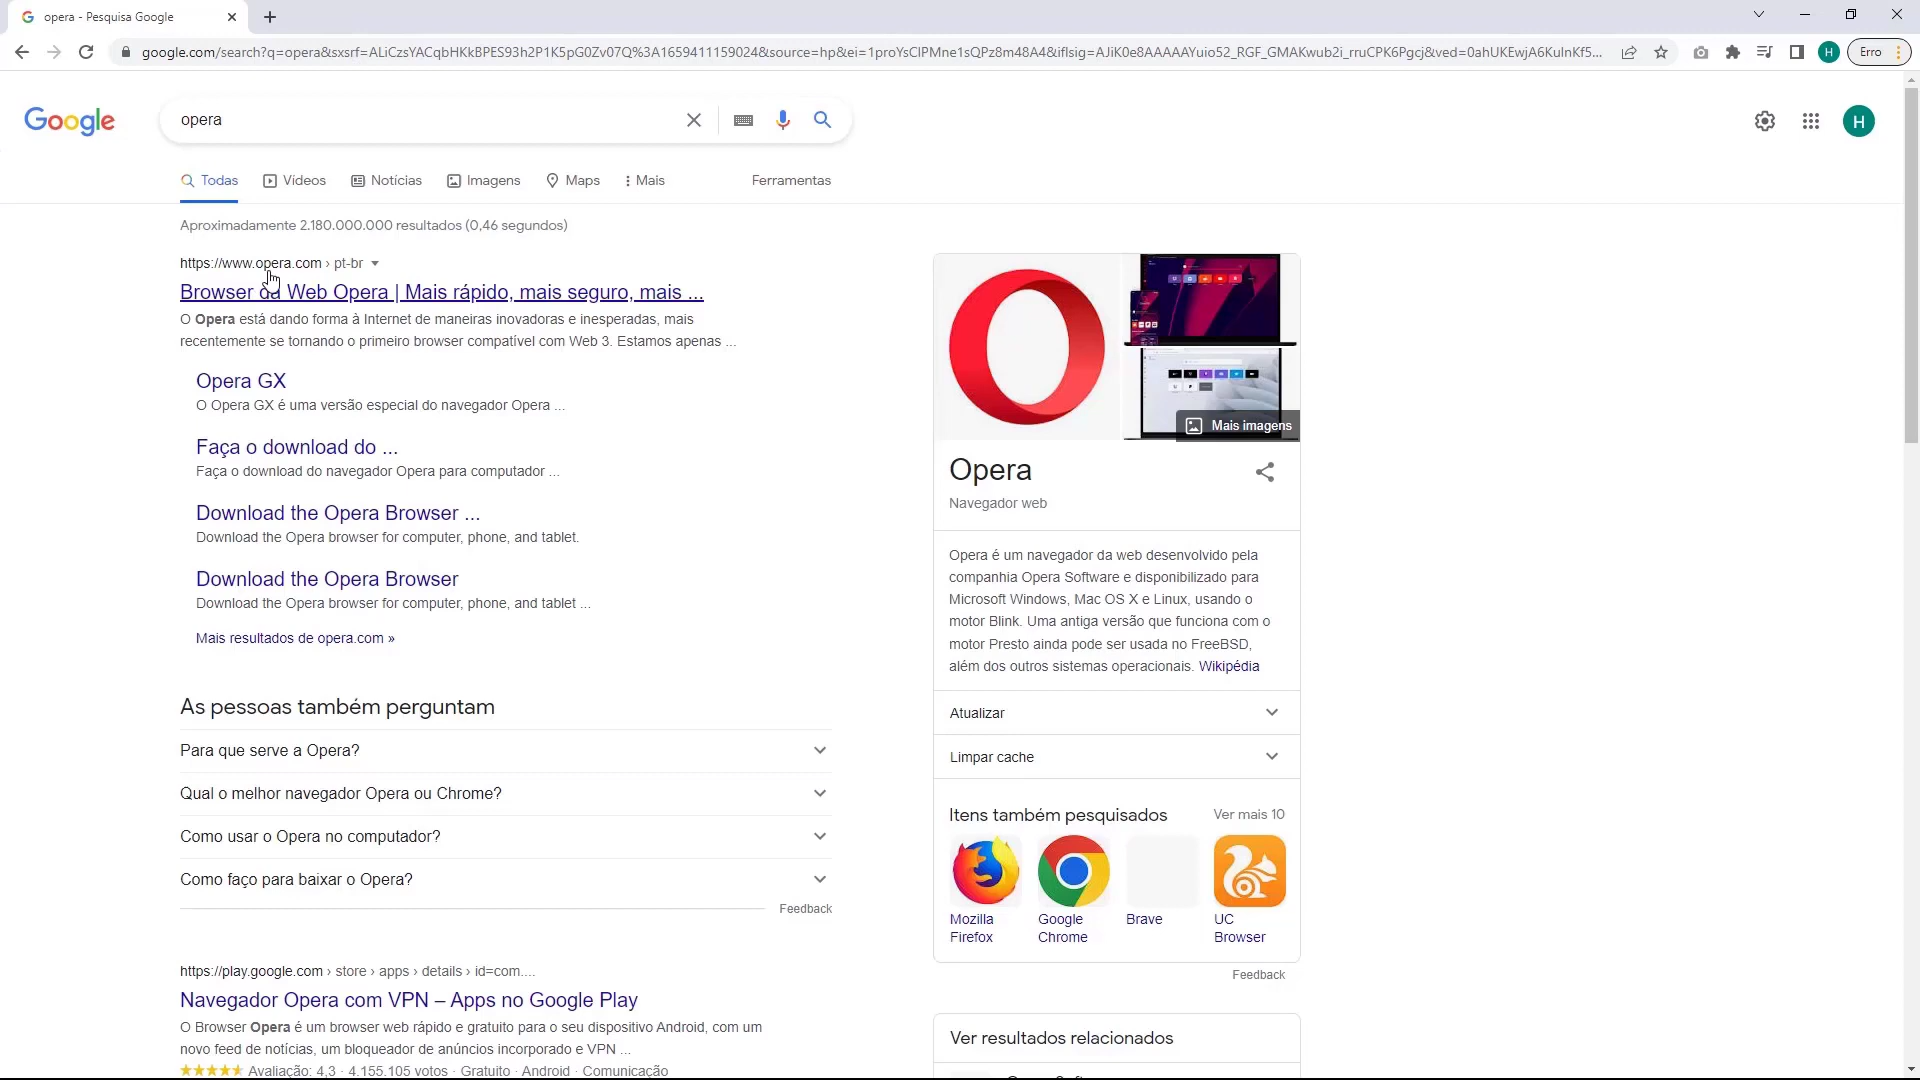 opera - Pesquisa Google
google.com/search?q=opera&sxsrf=ALiCzsYACqbHKkBPES93h2P1K5pG0Zv07Q%3A1659411159024&source=hp&ei=1proYsClPMne1sQPz8m48A4&iflsig=AJiK0e8AAAAAYuio52_RGF_GMAKwub2i_rruCPK6Pgcj&ved=0ahUKEwjA6KulnKf5...
H
Erro
Google
opera
H
Todas
Vídeos
Notícias
Imagens
Maps
Mais
Ferramentas
Aproximadamente 2.180.000.000 resultados (0,46 segundos)
https://www.opera.com › pt-br
Browser da Web Opera | Mais rápido, mais seguro, mais ...
O Opera está dando forma à Internet de maneiras inovadoras e inesperadas, mais
recentemente se tornando o primeiro browser compatível com Web 3. Estamos apenas ...
Opera GX
O Opera GX é uma versão especial do navegador Opera ...
Faça o download do ...
Faça o download do navegador Opera para computador ...
Download the Opera Browser ...
Download the Opera browser for computer, phone, and tablet.
Download the Opera Browser
Download the Opera browser for computer, phone, and tablet ...
Mais resultados de opera.com »
As pessoas também perguntam
Para que serve a Opera?
Qual o melhor navegador Opera ou Chrome?
Como usar o Opera no computador?
Como faço para baixar o Opera?
Feedback
https://play.google.com › store › apps › details › id=com....
Navegador Opera com VPN – Apps no Google Play
O Browser Opera é um browser web rápido e gratuito para o seu dispositivo Android, com um
novo feed de notícias, um bloqueador de anúncios incorporado e VPN ...
Avaliação: 4,3 · 4.155.105 votos · Gratuito · Android · Comunicação
Mais imagens
Opera
Navegador web
Opera é um navegador da web desenvolvido pela
companhia Opera Software e disponibilizado para
Microsoft Windows, Mac OS X e Linux, usando o
motor Blink. Uma antiga versão que funciona com o
motor Presto ainda pode ser usada no FreeBSD,
além dos outros sistemas operacionais. Wikipédia
Atualizar
Limpar cache
Itens também pesquisados
Ver mais 10
Mozilla
Firefox
Google
Chrome
Brave
UC
Browser
Feedback
Ver resultados relacionados